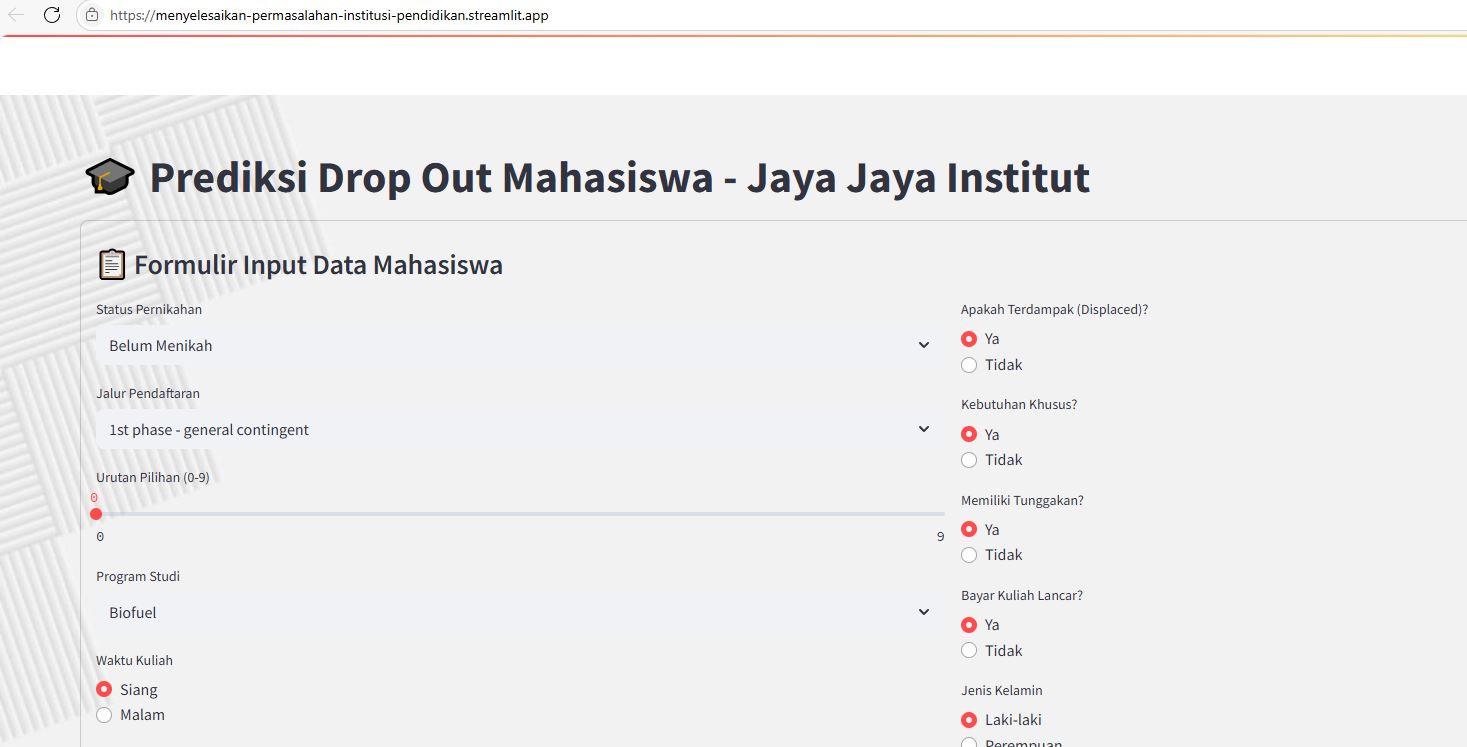 https://menyelesaikan-permasalahan-institusi-pendidikan.streamlit.app
Prediksi Drop Out Mahasiswa - Jaya Jaya Institut
Formulir Input Data Mahasiswa
Status Pernikahan
Belum Menikah
Jalur Pendaftaran
1st phase - general contingent
Urutan Pilihan (0-9)
0
0 9
Program Studi
Biofuel
Waktu Kuliah
Siang
Malam
Apakah Terdampak (Displaced)?
Ya
Tidak
Kebutuhan Khusus?
Ya
Tidak
Memiliki Tunggakan?
Ya
Tidak
Bayar Kuliah Lancar?
Ya
Tidak
Jenis Kelamin
Laki-laki
Perempuan